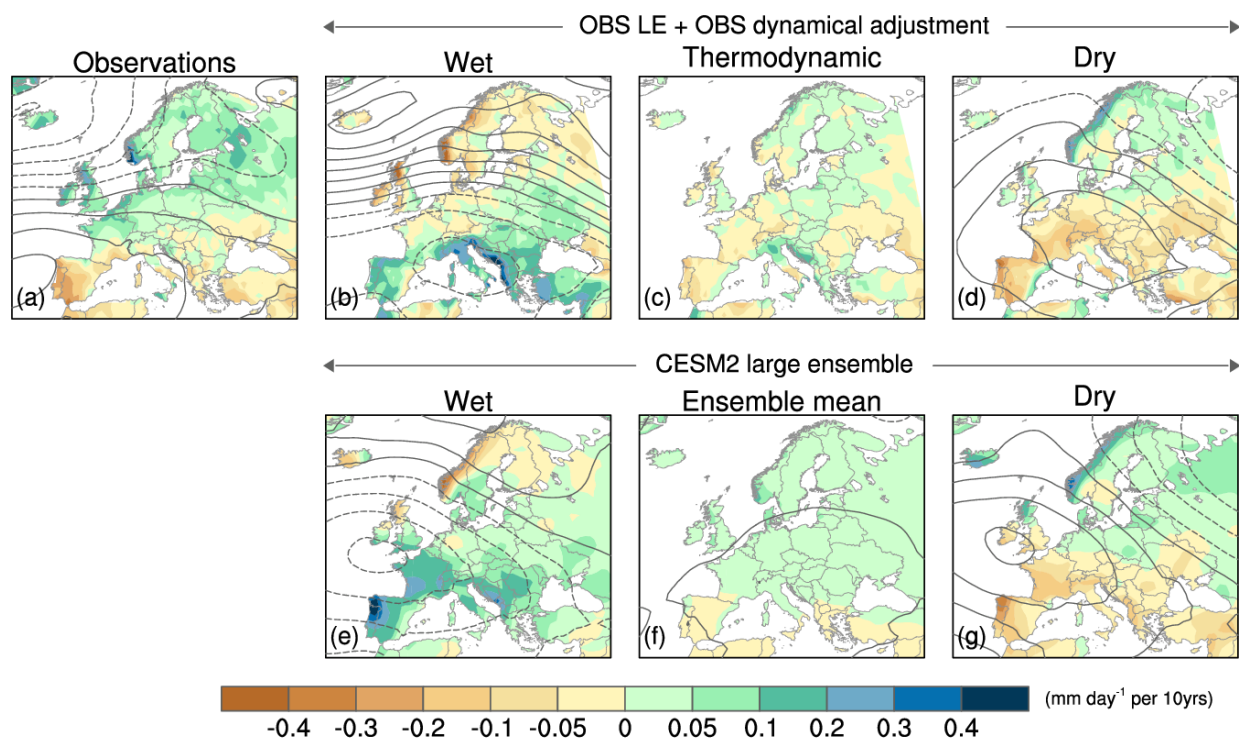 OBS LE + OBS dynamical adjustment
Observations
Wet
Thermodynamic
Dry
(a)
(b)
(c)
(d)
CESM2 large ensemble
Wet
Ensemble mean
Dry
(e)
(f)
(g)
-0.4 -0.3 -0.2 -0.1 -0.05 0 0.05 0.1 0.2 0.3 0.4
(mm day⁻¹ per 10yrs)